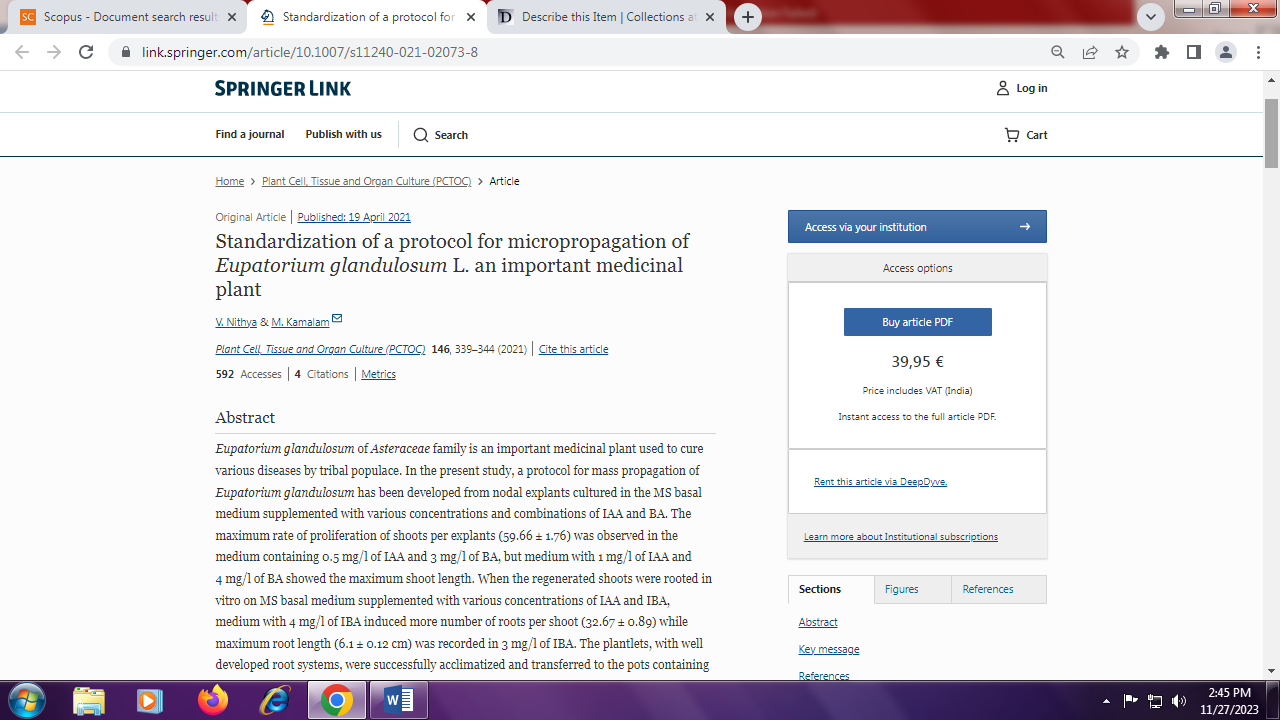 Scopus - Document search result
Standardization of a protocol for
Describe this Item | Collections a
link.springer.com/article/10.1007/s11240-021-02073-8
SPRINGER LINK
Log in
Find a journal Publish with us Search
Cart
Home > Plant Cell, Tissue and Organ Culture (PCTOC) > Article
Original Article | Published: 19 April 2021
Standardization of a protocol for micropropagation of
Eupatorium glandulosum L. an important medicinal
plant
V. Nithya & M. Kamalam
Plant Cell, Tissue and Organ Culture (PCTOC) 146, 339–344 (2021) | Cite this article
592 Accesses | 4 Citations | Metrics
Abstract
Eupatorium glandulosum of Asteraceae family is an important medicinal plant used to cure
various diseases by tribal populace. In the present study, a protocol for mass propagation of
Eupatorium glandulosum has been developed from nodal explants cultured in the MS basal
medium supplemented with various concentrations and combinations of IAA and BA. The
maximum rate of proliferation of shoots per explants (59.66 ± 1.76) was observed in the
medium containing 0.5 mg/l of IAA and 3 mg/l of BA, but medium with 1 mg/l of IAA and
4 mg/l of BA showed the maximum shoot length. When the regenerated shoots were rooted in
vitro on MS basal medium supplemented with various concentrations of IAA and IBA,
medium with 4 mg/l of IBA induced more number of roots per shoot (32.67 ± 0.89) while
maximum root length (6.1 ± 0.12 cm) was recorded in 3 mg/l of IBA. The plantlets, with well
developed root systems, were successfully acclimatized and transferred to the pots containing
Access via your institution →
Access options
Buy article PDF
39,95 €
Price includes VAT (India)
Instant access to the full article PDF.
Rent this article via DeepDyve.
Learn more about Institutional subscriptions
Sections Figures References
Abstract
Key message
References
2:45 PM
11/27/2023